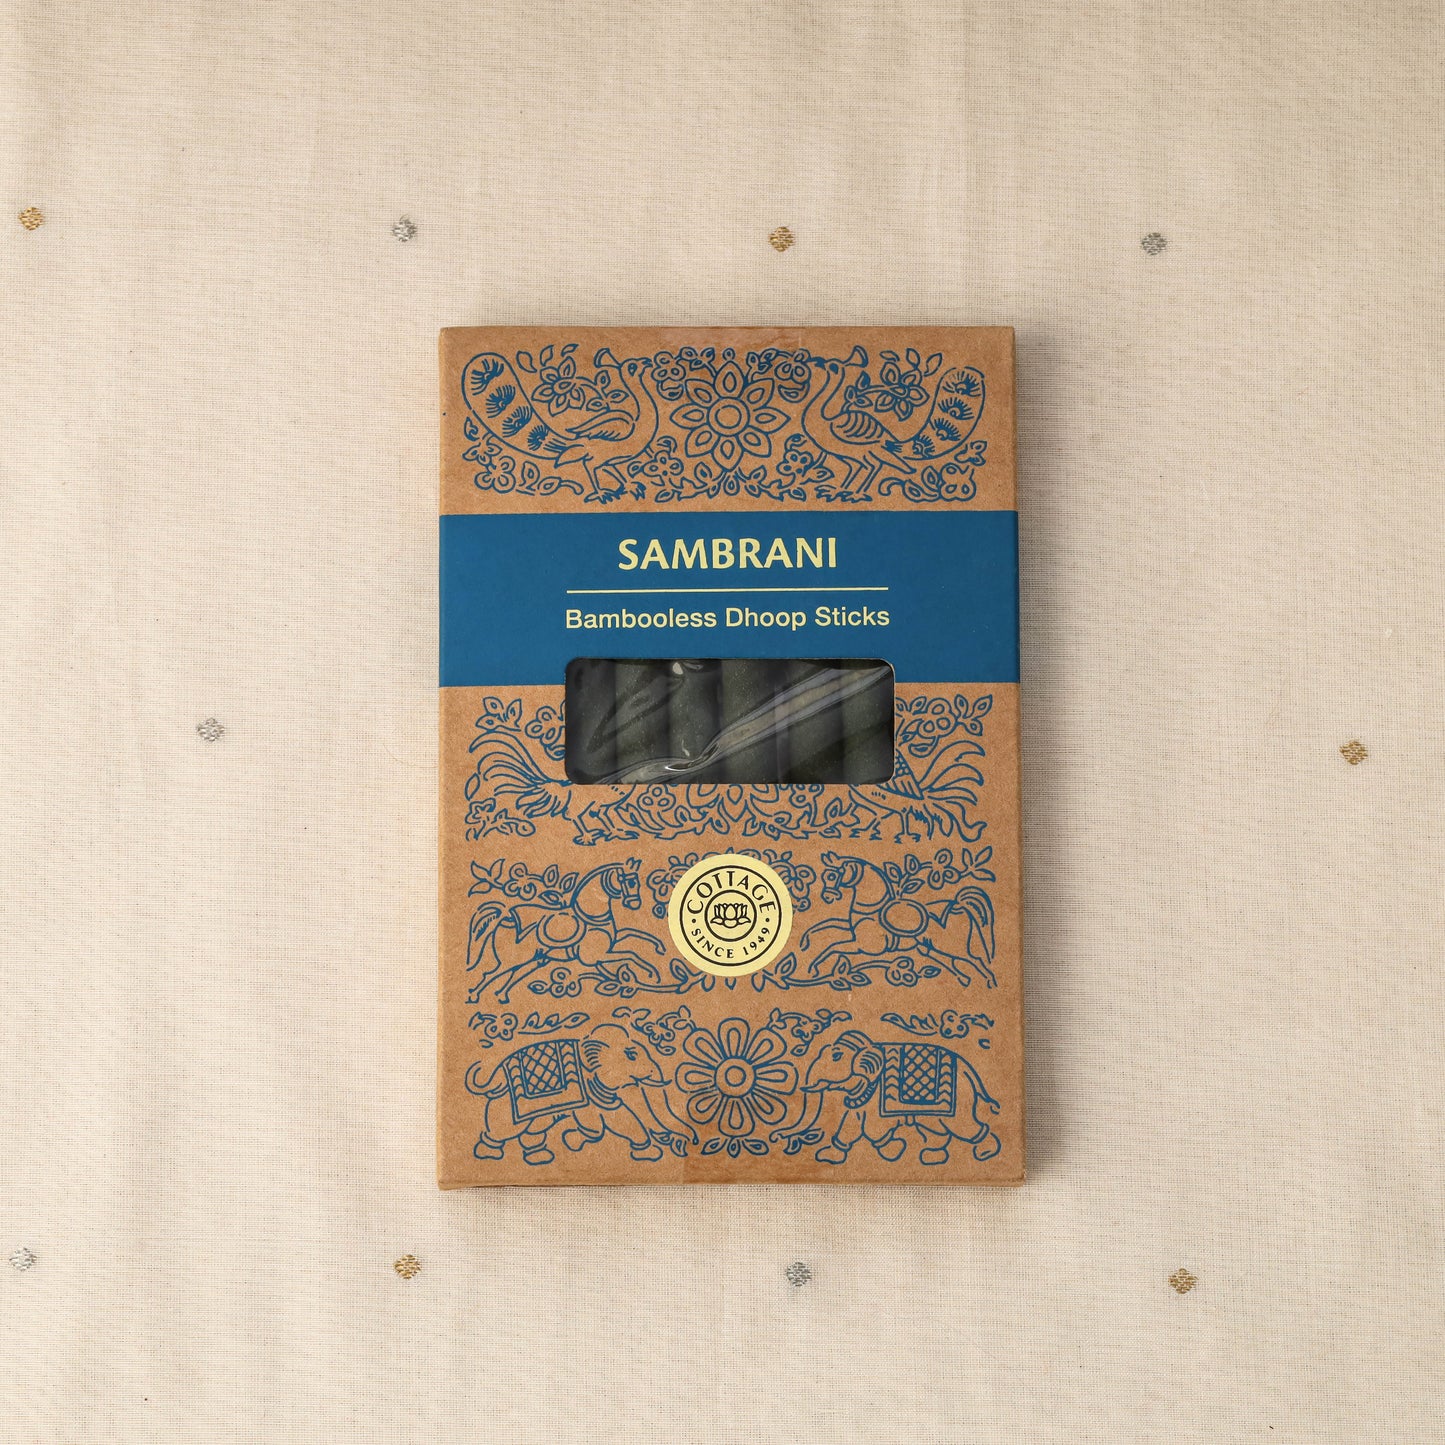 SAMBRANI
Bambooless Dhoop Sticks
COTTAGE
SINCE 1949